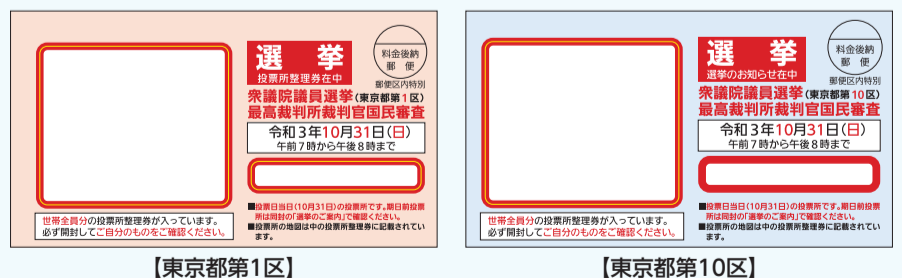 選 挙
投票所整理券在中
料金後納
郵 便
郵便区内特別
衆議院議員選挙(東京都第1区)
最高裁判所裁判官国民審査
令和3年10月31日(日)
午前7時から午後8時まで
■投票日当日(10月31日)の投票所です。期日前投票
所は同封の「選挙のご案内」で確認ください。
■投票所の地図は中の投票所整理券に記載されてい
ます。
世帯全員分の投票所整理券が入っています。
必ず開封してご自分のものをご確認ください。
【東京都第1区】
選 挙
選挙のお知らせ在中
料金後納
郵 便
郵便区内特別
衆議院議員選挙(東京都第10区)
最高裁判所裁判官国民審査
令和3年10月31日(日)
午前7時から午後8時まで
■投票日当日(10月31日)の投票所です。期日前投票
所は同封の「選挙のご案内」で確認ください。
■投票所の地図は中の投票所整理券に記載されてい
ます。
世帯全員分の投票所整理券が入っています。
必ず開封してご自分のものをご確認ください。
【東京都第10区】